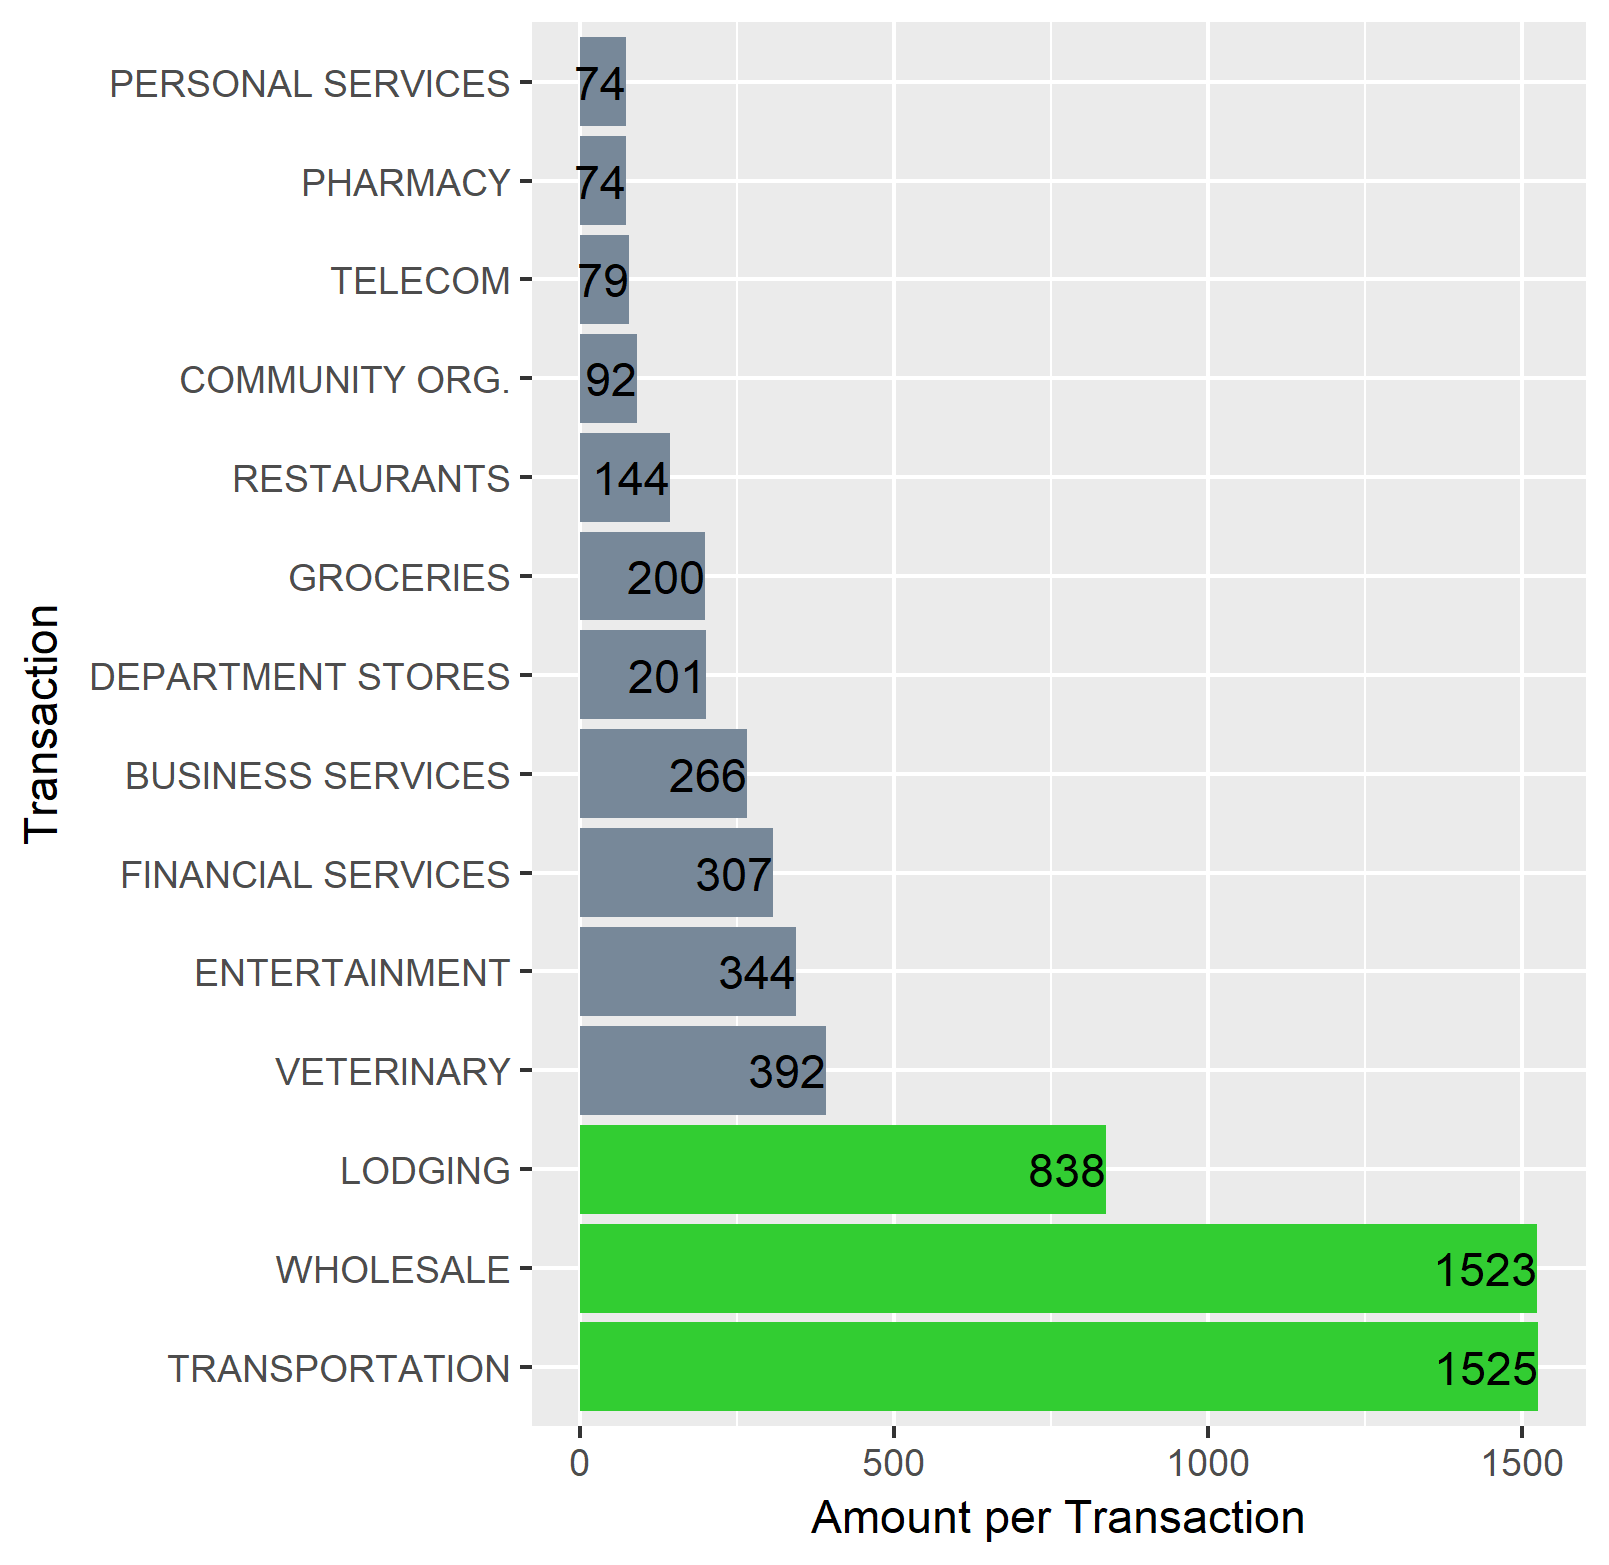 PERSONAL SERVICES 74
PHARMACY 74
TELECOM 79
COMMUNITY ORG. 92
RESTAURANTS 144
GROCERIES 200
DEPARTMENT STORES 201
BUSINESS SERVICES 266
FINANCIAL SERVICES 307
ENTERTAINMENT 344
VETERINARY 392
LODGING 838
WHOLESALE 1523
TRANSPORTATION 1525
0 500 1000 1500
Amount per Transaction
Transaction